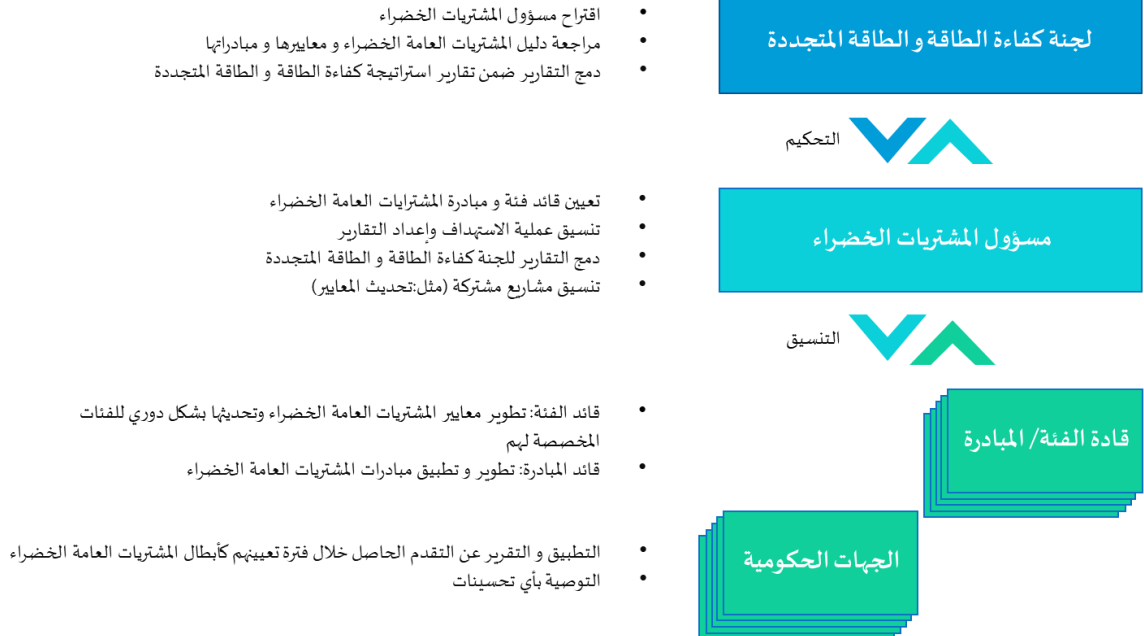 لجنة كفاءة الطاقة و الطاقة المتجددة
• اقتراح مسؤول المشتريات الخضراء
• مراجعة دليل المشتريات العامة الخضراء و معاييرها و مبادراتها
• دمج التقارير ضمن تقارير استراتيجة كفاءة الطاقة و الطاقة المتجددة
التحكيم
مسؤول المشتريات الخضراء
• تعيين قائد فئة و مبادرة المشترايات العامة الخضراء
• تنسيق عملية الاستهداف وإعداد التقارير
• دمج التقارير للجنة كفاءة الطاقة و الطاقة المتجددة
• تنسيق مشاريع مشتركة (مثل:تحديث المعايير)
التنسيق
قادة الفئة/ المبادرة
• قائد الفئة: تطوير معايير المشتريات العامة الخضراء وتحديثها بشكل دوري للفئات
المخصصة لهم
• قائد المبادرة: تطوير و تطبيق مبادرات المشتريات العامة الخضراء
الجهات الحكومية
• التطبيق و التقرير عن التقدم الحاصل خلال فترة تعيينهم كأبطال المشتريات العامة الخضراء
• التوصية بأي تحسينات